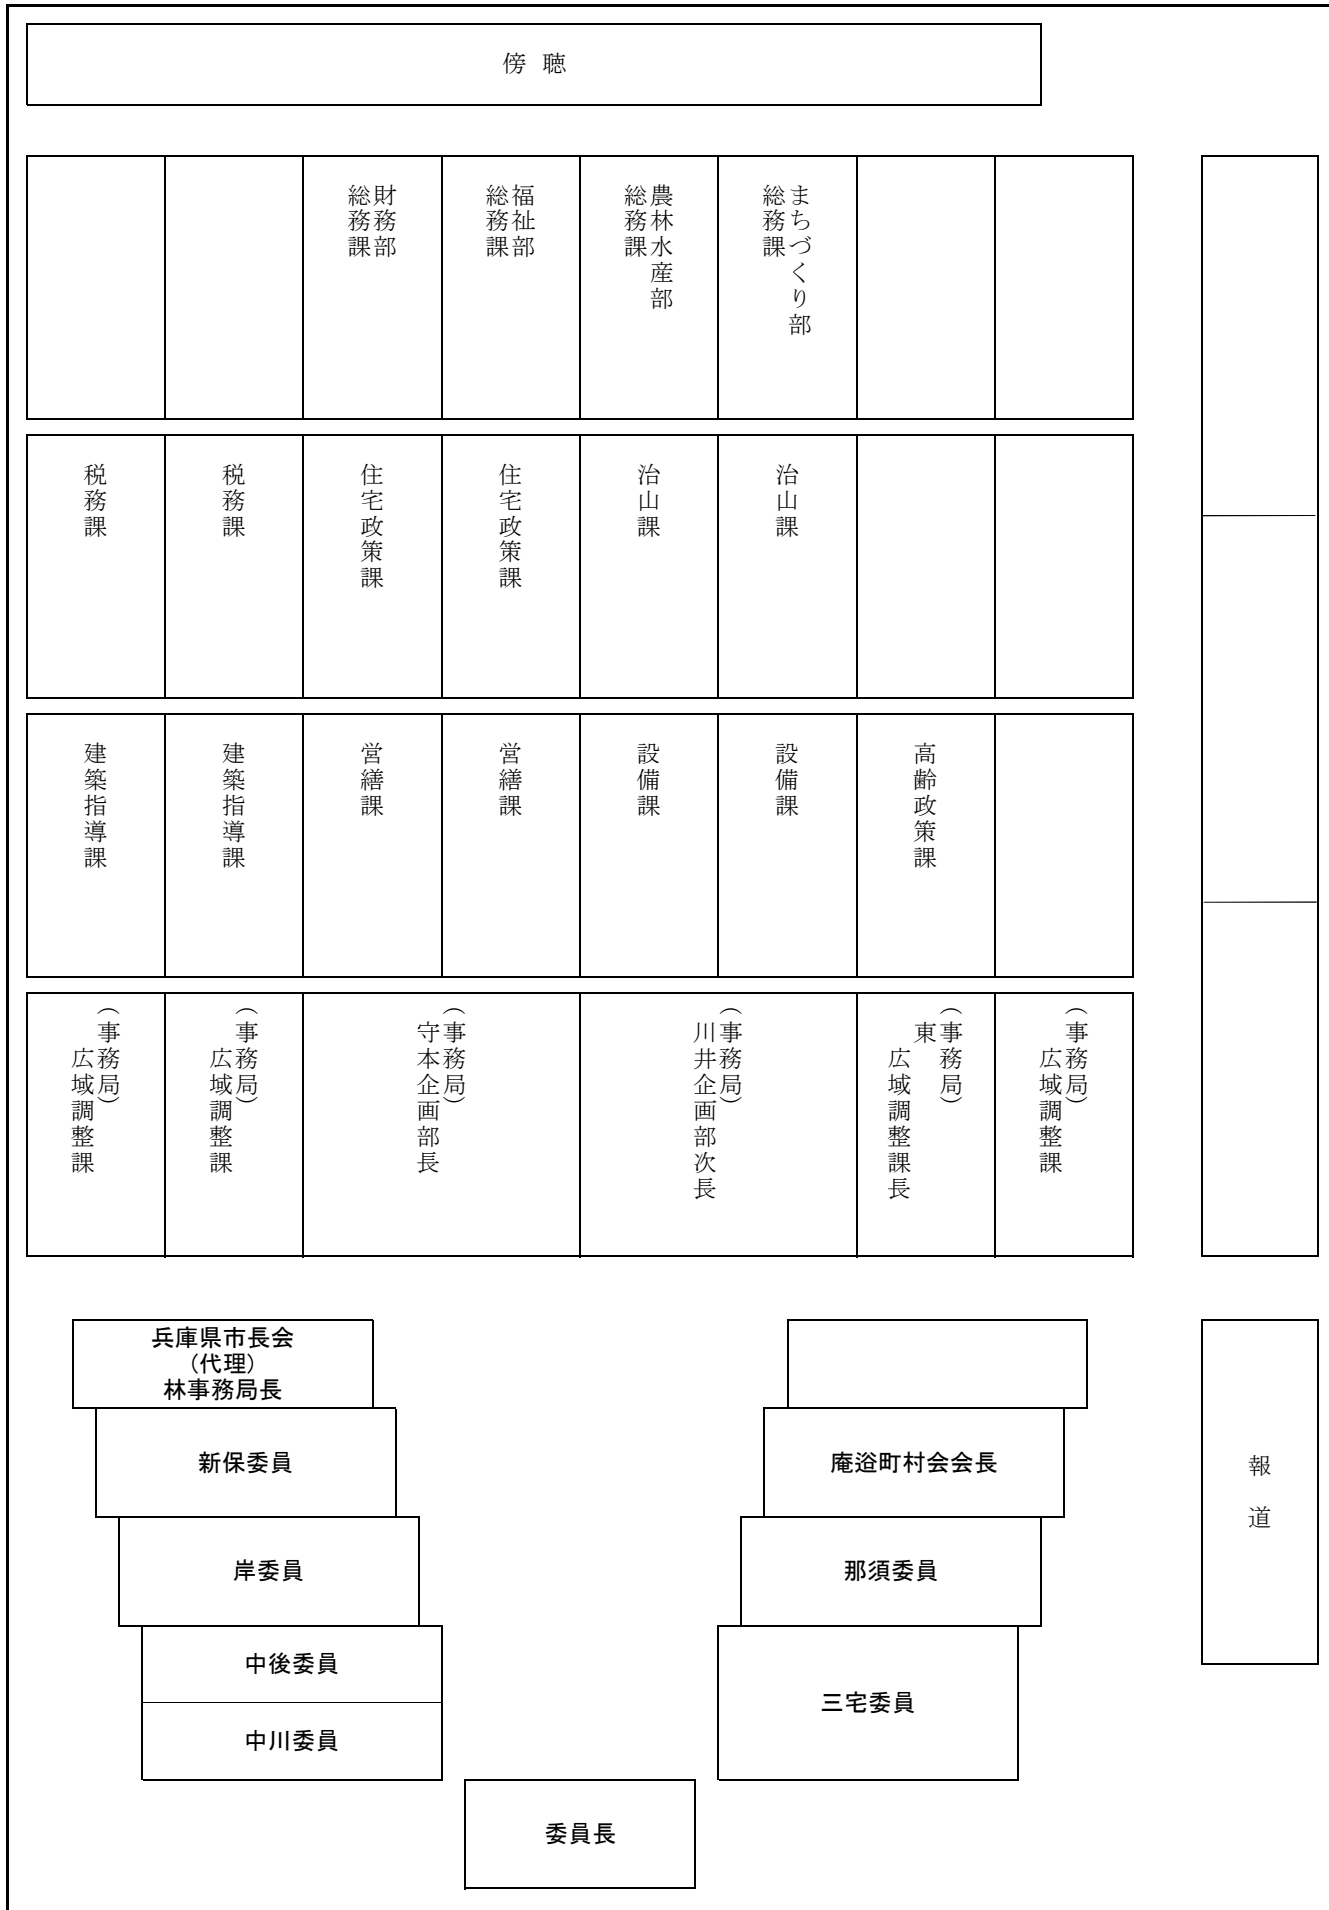 傍 聴
財務部
総務課
福祉部
総務課
農林水産部
総務課
まちづくり部
総務課
税務課
税務課
住宅政策課
住宅政策課
治山課
治山課
建築指導課
建築指導課
営繕課
営繕課
設備課
設備課
高齢政策課
(事務局)
広域調整課
(事務局)
広域調整課
(事務局)
守本企画部長
(事務局)
川井企画部次長
(事務局)
東
広域調整課長
(事務局)
広域調整課
兵庫県市長会
(代理)
林事務局長
新保委員
庵逧町村会会長
岸委員
那須委員
中後委員
中川委員
三宅委員
委員長
報道